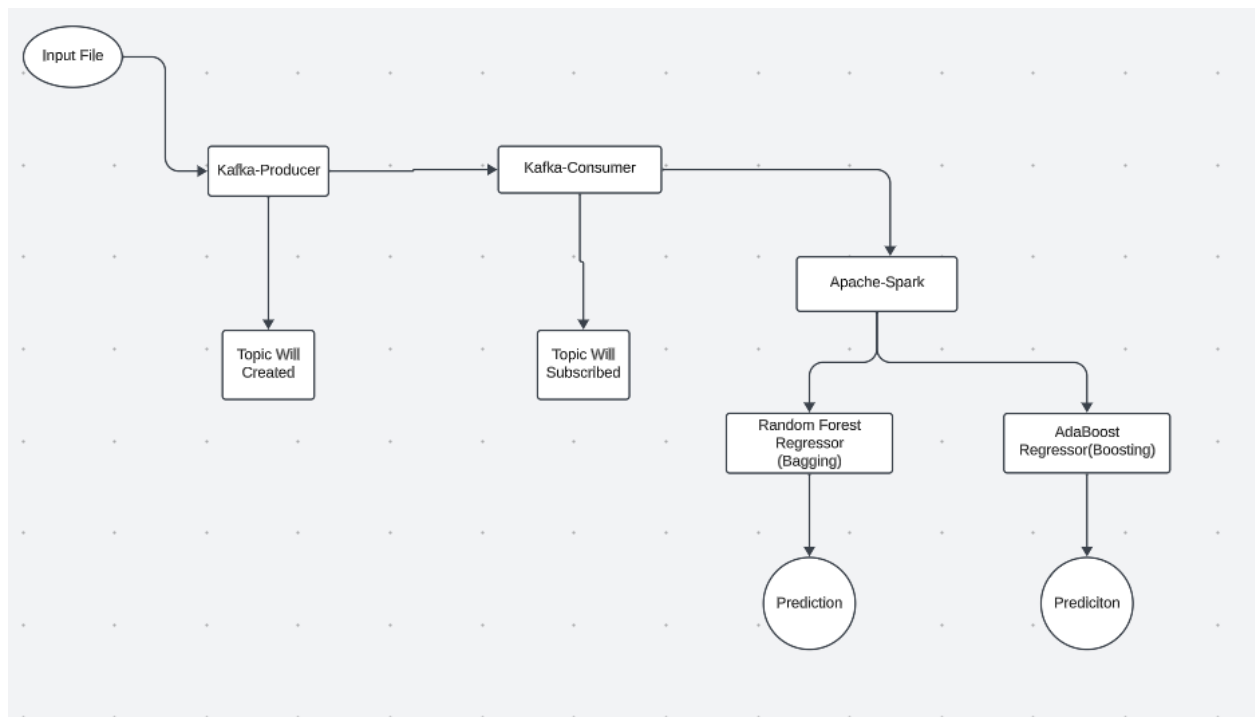 Input File
Kafka-Producer
Kafka-Consumer
Apache-Spark
Topic Will
Created
Topic Will
Subscribed
Random Forest
Regressor
(Bagging)
AdaBoost
Regressor(Boosting)
Prediction
Prediciton